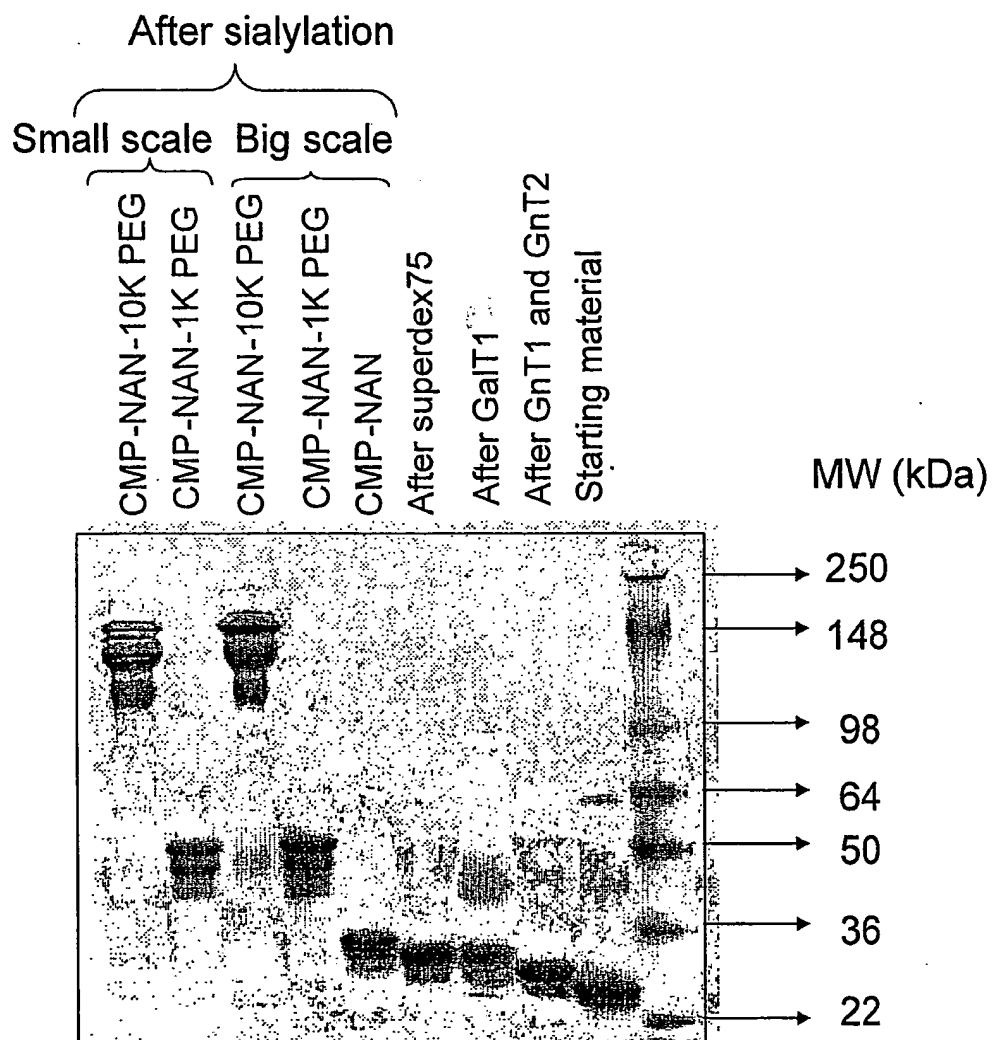 After sialylation
Small scale Big scale
CMP-NAN-10K PEG
CMP-NAN-1K PEG
CMP-NAN-10K PEG
CMP-NAN-1K PEG
CMP-NAN
After superdex75
After GalT1
After GnT1 and GnT2
Starting material
MW (kDa)
250
148
98
64
50
36
22